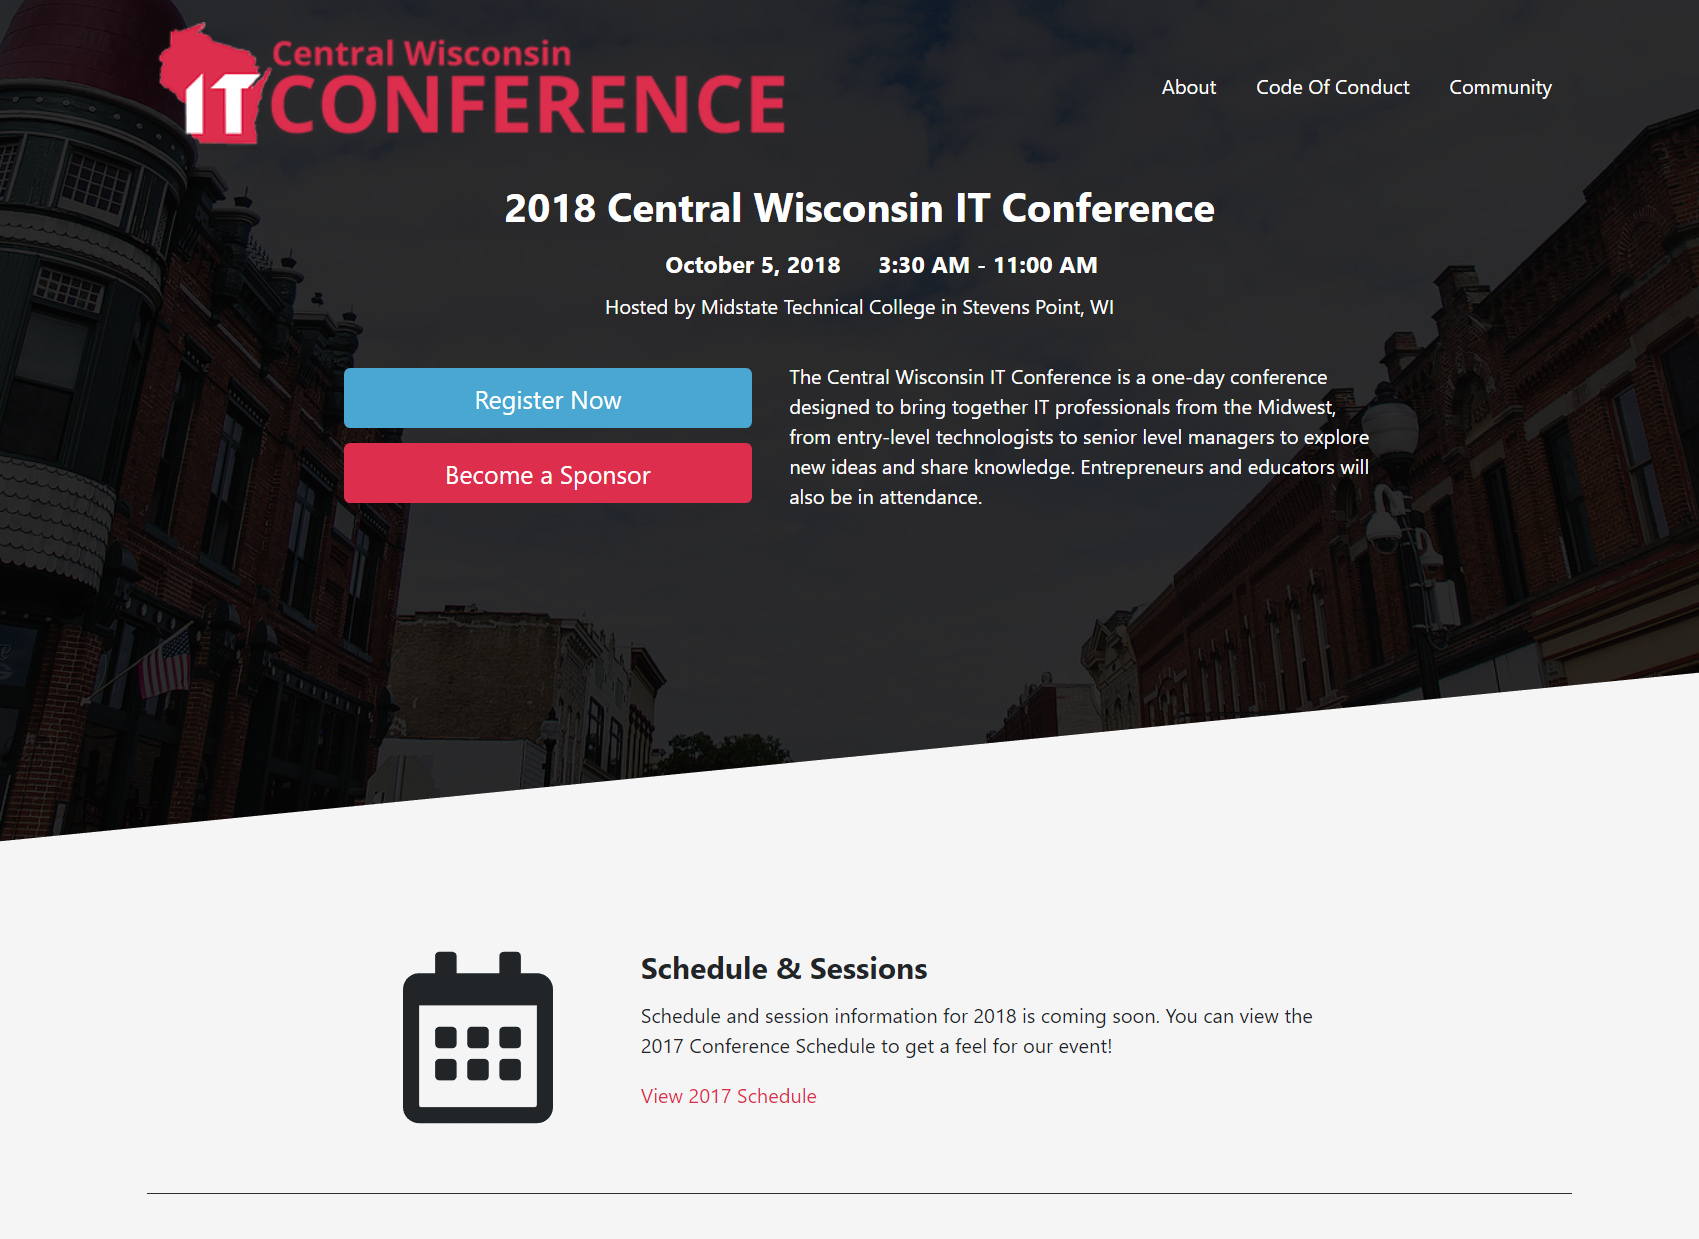 Central Wisconsin
IT CONFERENCE
About Code Of Conduct Community
2018 Central Wisconsin IT Conference
October 5, 2018 3:30 AM - 11:00 AM
Hosted by Midstate Technical College in Stevens Point, WI
Register Now
Become a Sponsor
The Central Wisconsin IT Conference is a one-day conference
designed to bring together IT professionals from the Midwest,
from entry-level technologists to senior level managers to explore
new ideas and share knowledge. Entrepreneurs and educators will
also be in attendance.
Schedule & Sessions
Schedule and session information for 2018 is coming soon. You can view the
2017 Conference Schedule to get a feel for our event!
View 2017 Schedule